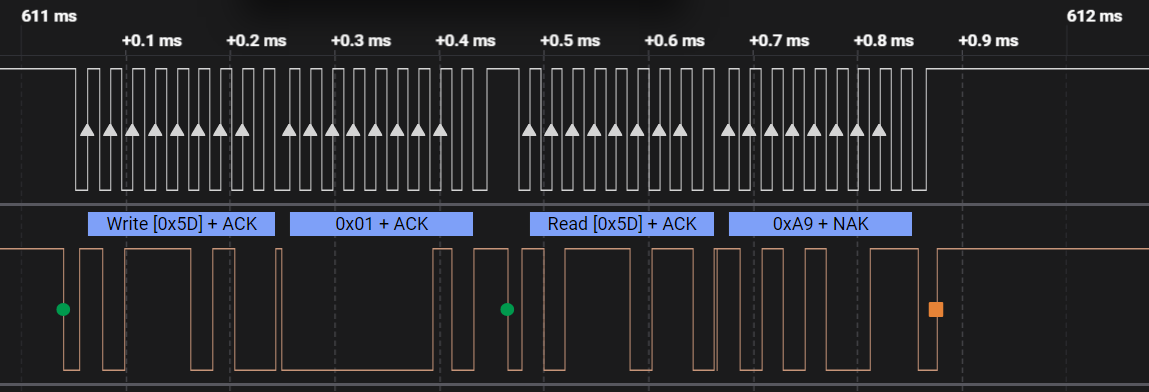 611 ms 612 ms
+0.1 ms +0.2 ms +0.3 ms +0.4 ms +0.5 ms +0.6 ms +0.7 ms +0.8 ms +0.9 ms
Write [0x5D] + ACK 0x01 + ACK Read [0x5D] + ACK 0xA9 + NAK